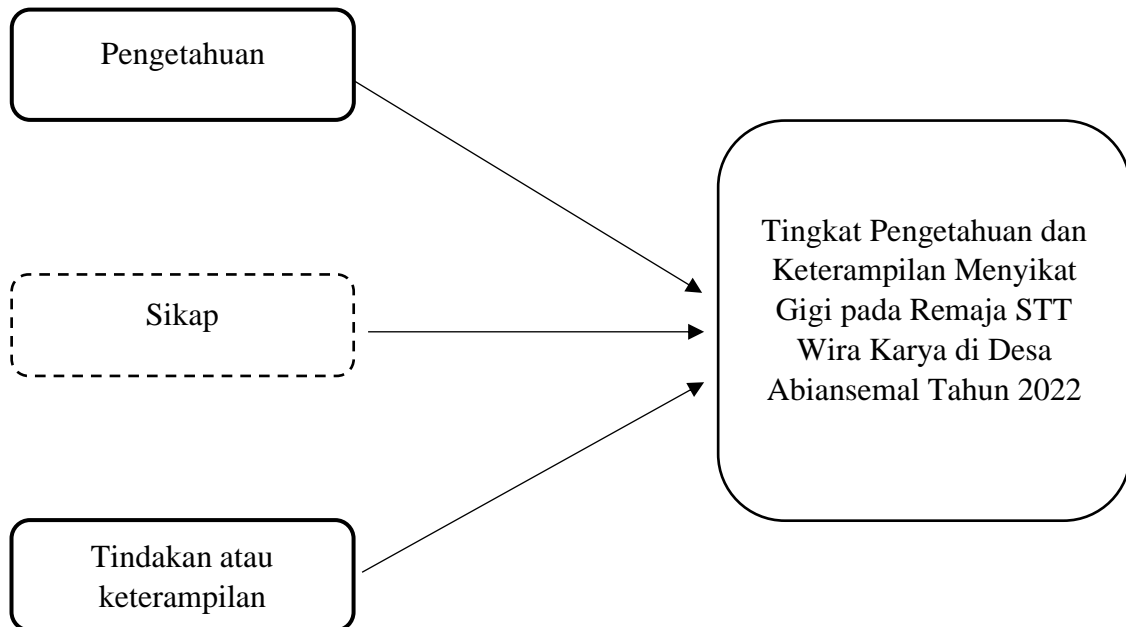 Pengetahuan
Sikap
Tindakan atau
keterampilan
Tingkat Pengetahuan dan
Keterampilan Menyikat
Gigi pada Remaja STT
Wira Karya di Desa
Abiansemal Tahun 2022